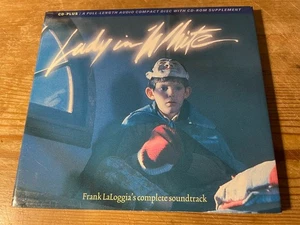 CD-PLUS: A FULL-LENGTH AUDIO COMPACT DISC WITH CD-ROM SUPPLEMENT
Lady in White
Frank LaLoggia's complete soundtrack